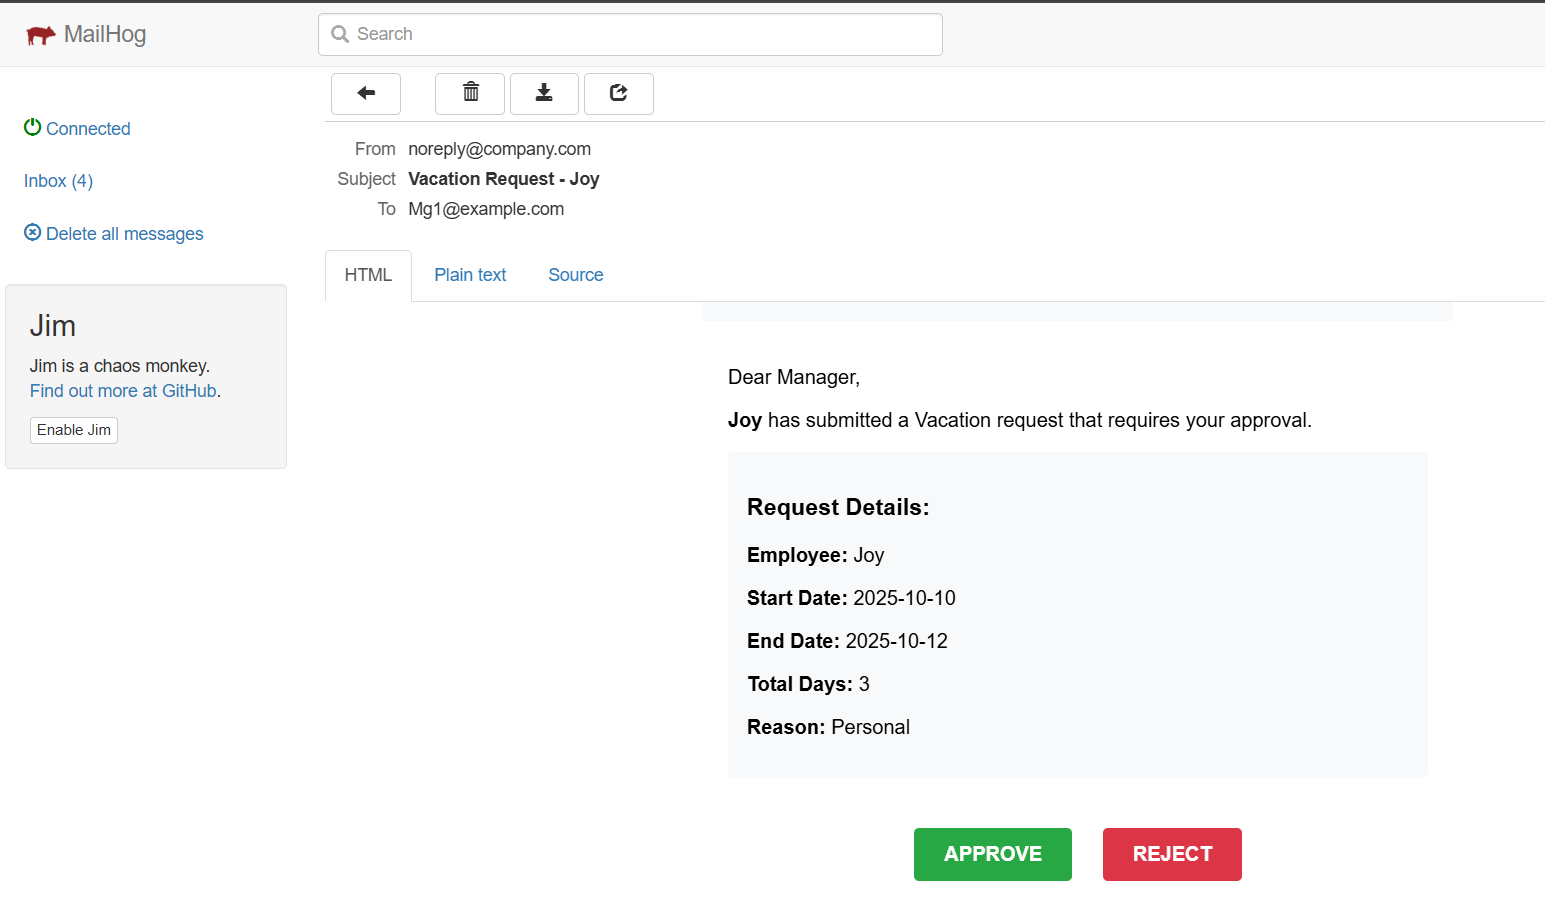 MailHog
Search
Connected
Inbox (4)
Delete all messages
Jim
Jim is a chaos monkey.
Find out more at GitHub.
Enable Jim
From noreply@company.com
Subject Vacation Request - Joy
To Mg1@example.com
HTML Plain text Source
Dear Manager,
Joy has submitted a Vacation request that requires your approval.
Request Details:
Employee: Joy
Start Date: 2025-10-10
End Date: 2025-10-12
Total Days: 3
Reason: Personal
APPROVE REJECT